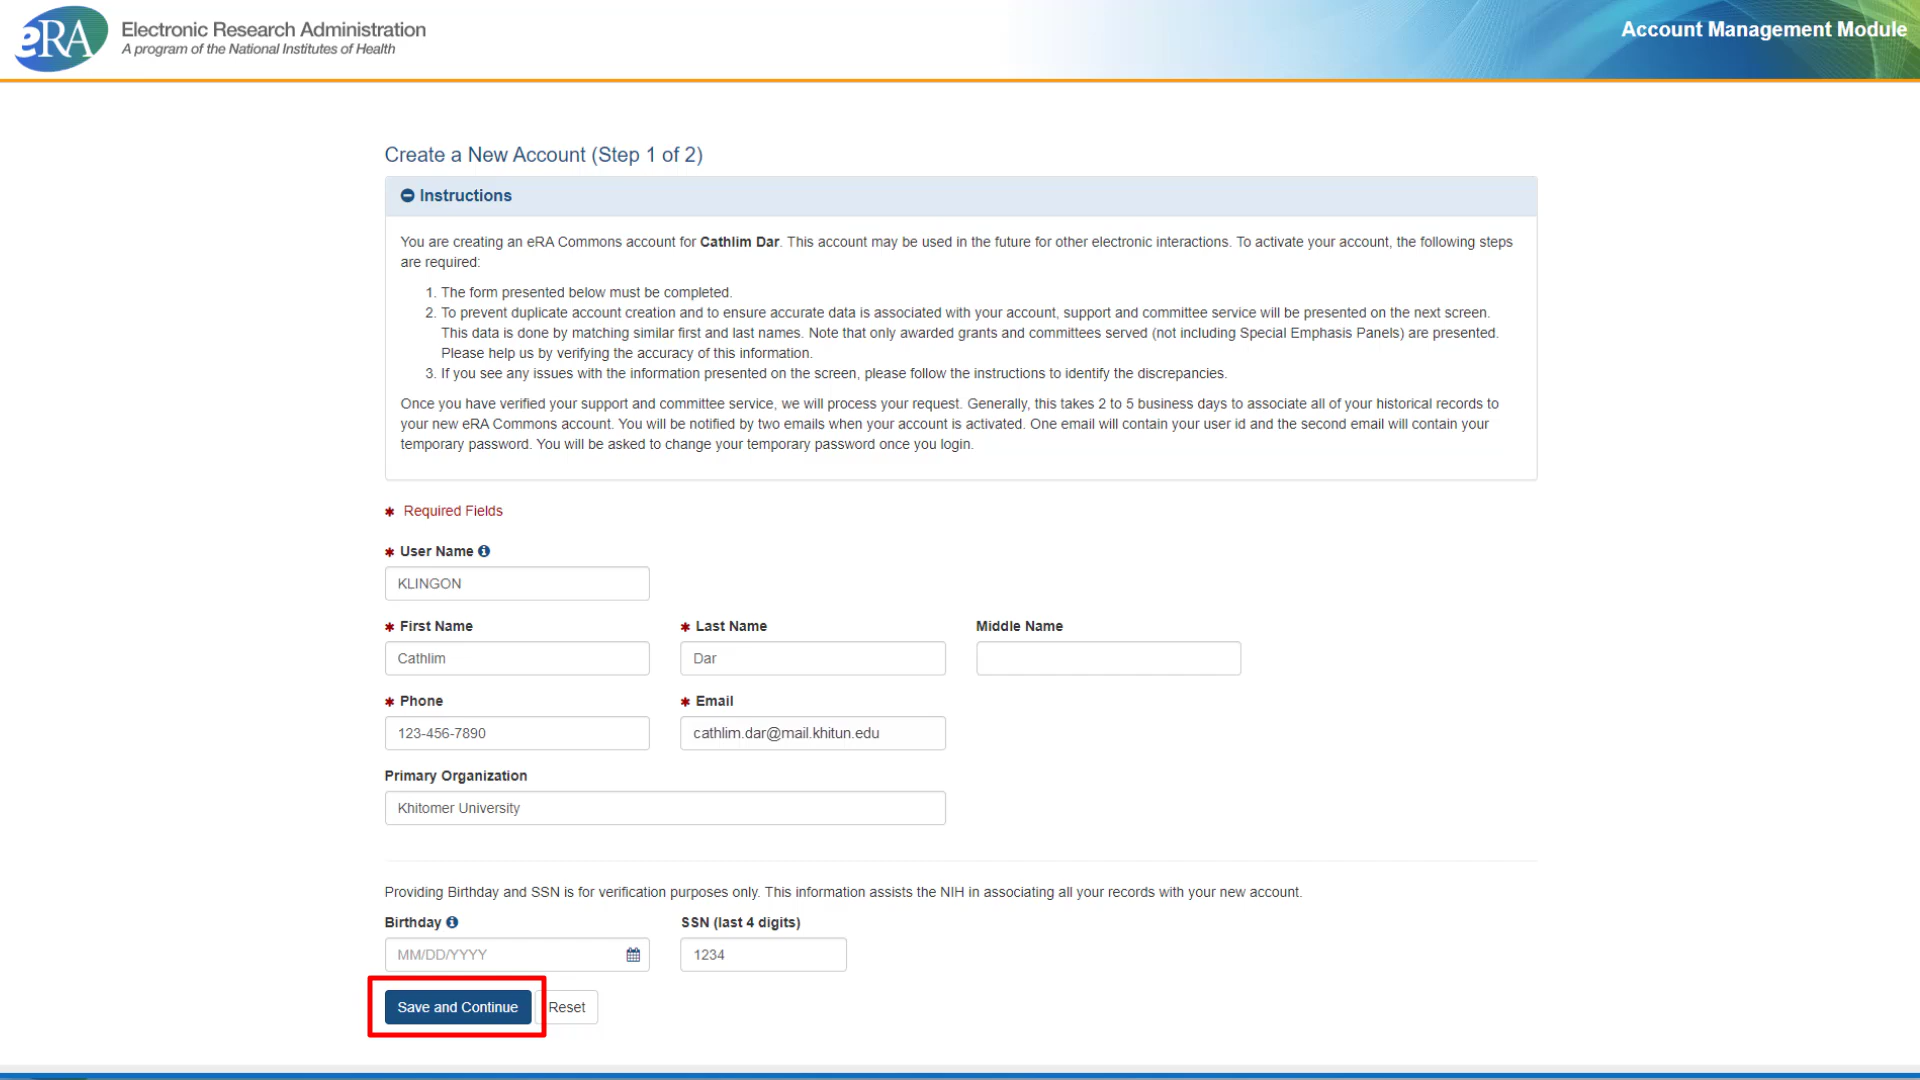 eRA
Electronic Research Administration
A program of the National Institutes of Health
Account Management Module
Create a New Account (Step 1 of 2)
Instructions
You are creating an eRA Commons account for Cathlim Dar. This account may be used in the future for other electronic interactions. To activate your account, the following steps
are required:
1. The form presented below must be completed.
2. To prevent duplicate account creation and to ensure accurate data is associated with your account, support and committee service will be presented on the next screen.
This data is done by matching similar first and last names. Note that only awarded grants and committees served (not including Special Emphasis Panels) are presented.
Please help us by verifying the accuracy of this information.
3. If you see any issues with the information presented on the screen, please follow the instructions to identify the discrepancies.
Once you have verified your support and committee service, we will process your request. Generally, this takes 2 to 5 business days to associate all of your historical records to
your new eRA Commons account. You will be notified by two emails when your account is activated. One email will contain your user id and the second email will contain your
temporary password. You will be asked to change your temporary password once you login.
* Required Fields
* User Name
KLINGON
* First Name * Last Name Middle Name
Cathlim Dar
* Phone * Email
123-456-7890 cathlim.dar@mail.khitun.edu
Primary Organization
Khitomer University
Providing Birthday and SSN is for verification purposes only. This information assists the NIH in associating all your records with your new account.
Birthday SSN (last 4 digits)
MM/DD/YYYY 1234
Save and Continue Reset